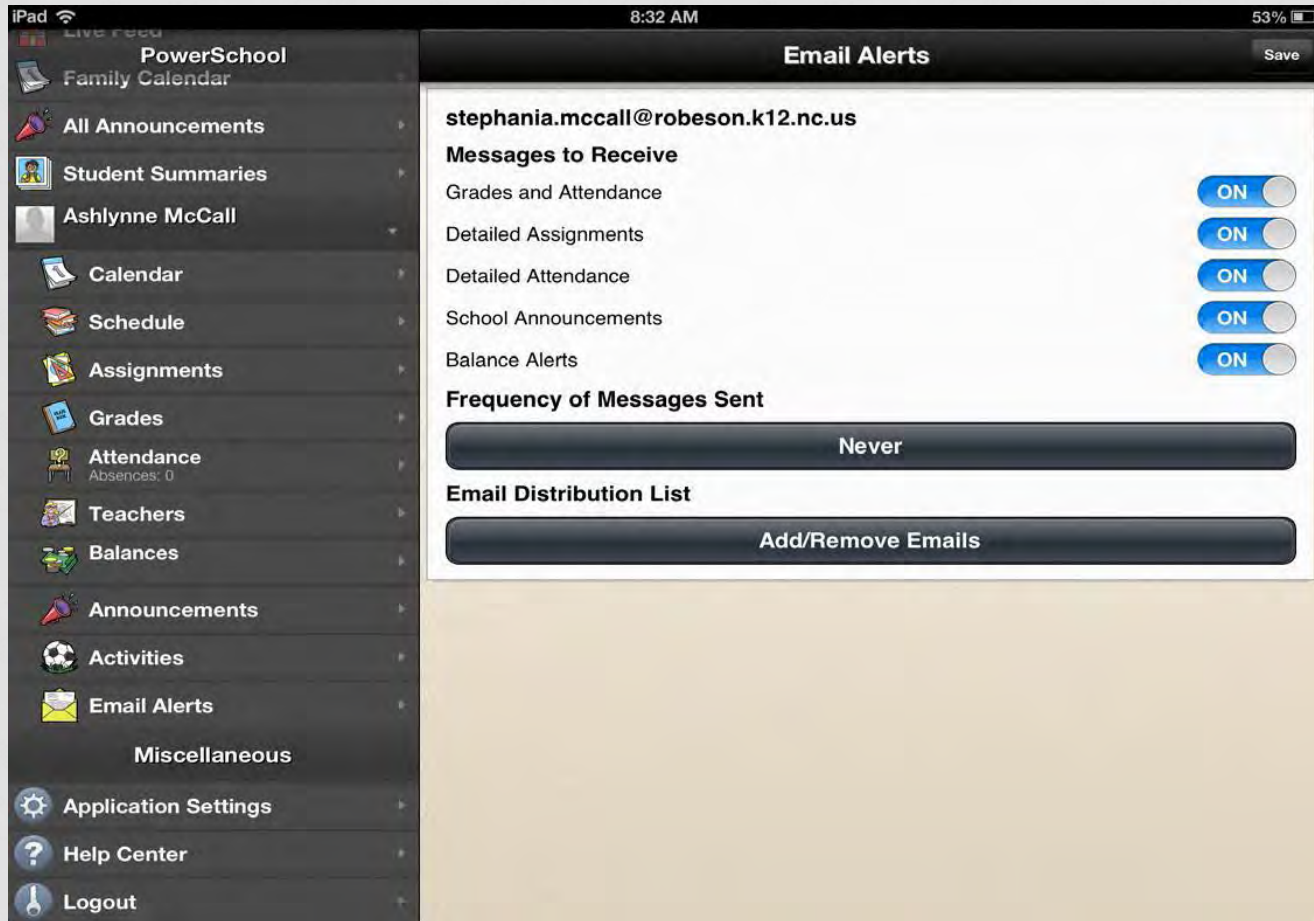 iPad
8:32 AM
53%
Live Feed
PowerSchool
Family Calendar
All Announcements
Student Summaries
Ashlynne McCall
Calendar
Schedule
Assignments
Grades
Attendance
Absences: 0
Teachers
Balances
Announcements
Activities
Email Alerts
Miscellaneous
Application Settings
Help Center
Logout
Email Alerts
Save
stephania.mccall@robeson.k12.nc.us
Messages to Receive
Grades and Attendance ON
Detailed Assignments ON
Detailed Attendance ON
School Announcements ON
Balance Alerts ON
Frequency of Messages Sent
Never
Email Distribution List
Add/Remove Emails